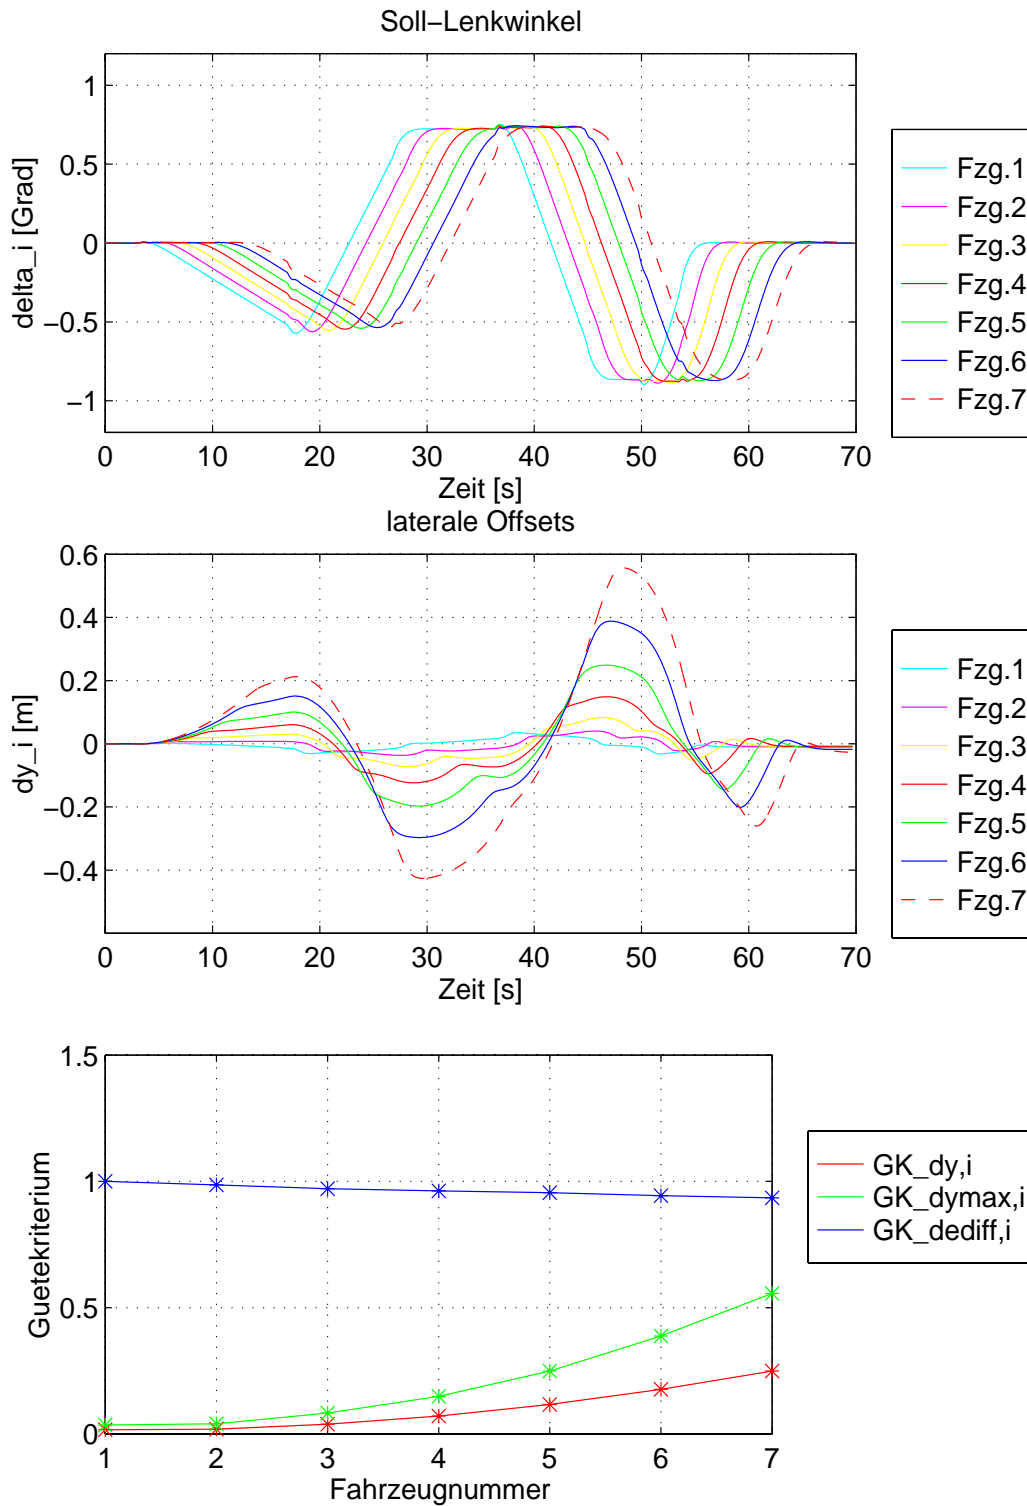 Soll−Lenkwinkel
1
0.5
0
−0.5
−1
delta_i [Grad]
0 10 20 30 40 50 60 70
Zeit [s]
Fzg.1
Fzg.2
Fzg.3
Fzg.4
Fzg.5
Fzg.6
Fzg.7
laterale Offsets
0.6
0.4
0.2
0
−0.2
−0.4
dy_i [m]
0 10 20 30 40 50 60 70
Zeit [s]
Fzg.1
Fzg.2
Fzg.3
Fzg.4
Fzg.5
Fzg.6
Fzg.7
1.5
1
0.5
0
Guetekriterium
1 2 3 4 5 6 7
Fahrzeugnummer
GK_dy,i
GK_dymax,i
GK_dediff,i